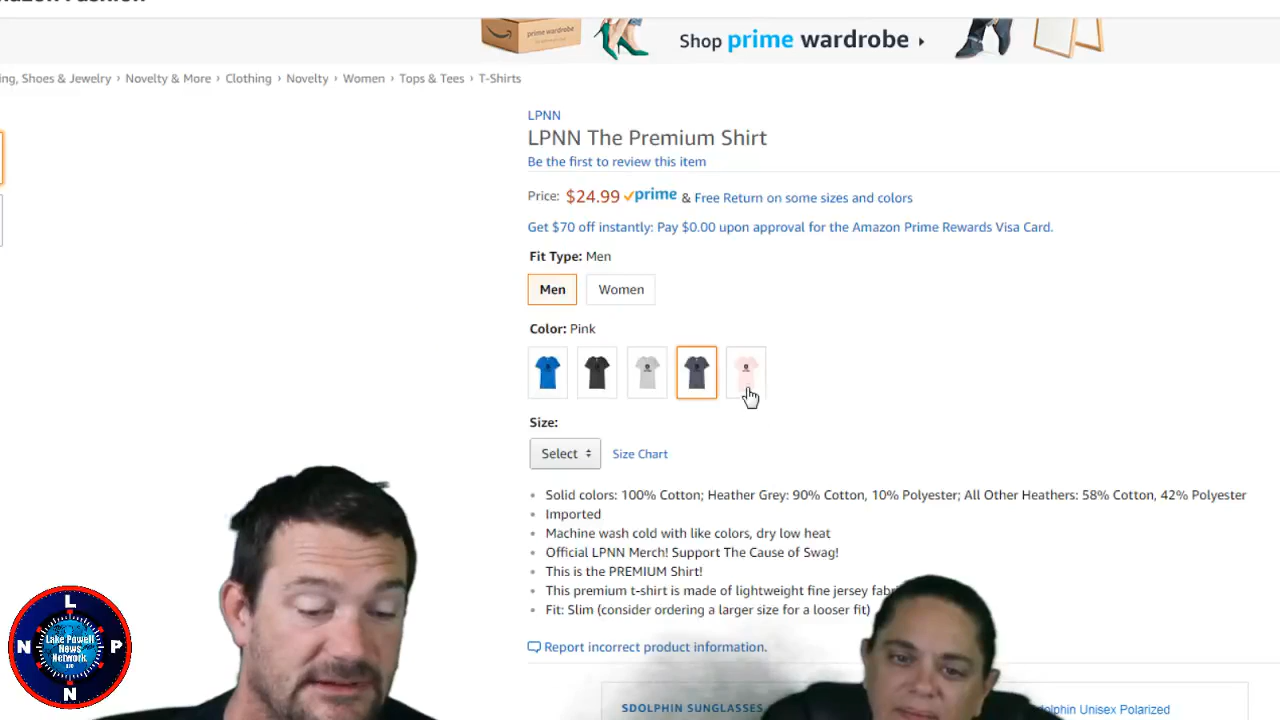 prime wardrobe
Shop prime wardrobe
Shoes & Jewelry › Novelty & More › Clothing › Novelty › Women › Tops & Tees › T-Shirts
LPNN
LPNN The Premium Shirt
Be the first to review this item
Price: $24.99 prime & Free Return on some sizes and colors
Get $70 off instantly: Pay $0.00 upon approval for the Amazon Prime Rewards Visa Card.
Fit Type: Men
Men Women
Color: Pink
Size:
Select Size Chart
Solid colors: 100% Cotton; Heather Grey: 90% Cotton, 10% Polyester; All Other Heathers: 58% Cotton, 42% Polyester
Imported
Machine wash cold with like colors, dry low heat
Official LPNN Merch! Support The Cause of Swag!
This is the PREMIUM Shirt!
This premium t-shirt is made of lightweight fine jersey
Fit: Slim (consider ordering a larger size for a looser fit)
Report incorrect product information.
SDOLPHIN SUNGLASSES
Unisex Polarized
L
N P
N
Lake Powell
News
Network